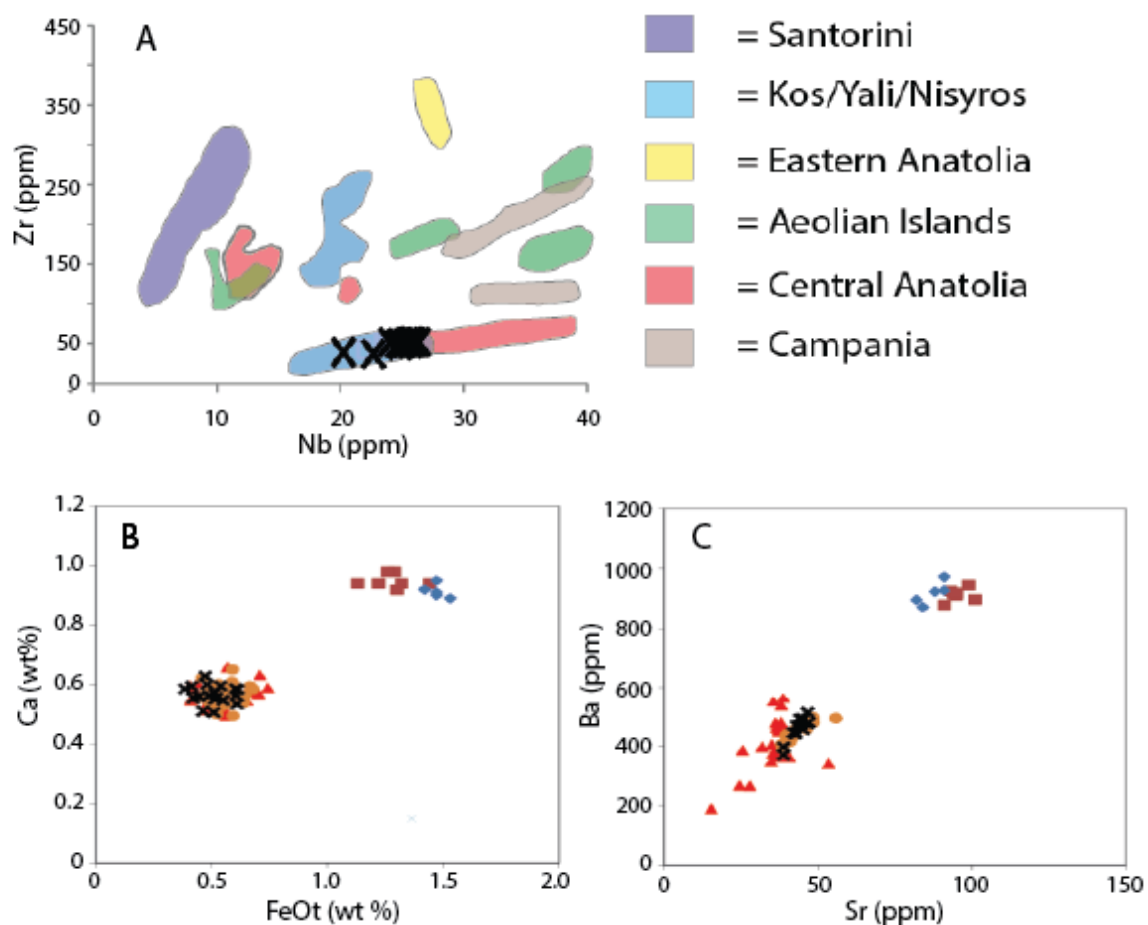 A
450
350
250
150
50
0
Zr (ppm)
0 10 20 30 40
Nb (ppm)
= Santorini
= Kos/Yali/Nisyros
= Eastern Anatolia
= Aeolian Islands
= Central Anatolia
= Campania
B
1.2
1.0
0.8
0.6
0.4
0.2
0
Ca (wt%)
0 0.5 1.0 1.5 2.0
FeOt (wt %)
C
1200
1000
800
600
400
200
0
Ba (ppm)
0 50 100 150
Sr (ppm)